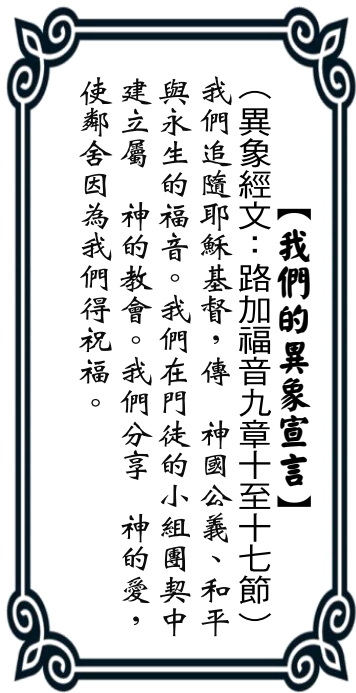 【我們的異象宣言】
（異象經文：路加福音九章十至十七節）
我們追隨耶穌基督，傳　神國公義、和平
與永生的福音。我們在門徒的小組團契中
建立屬　神的教會。我們分享　神的愛，
使鄰舍因為我們得祝福。